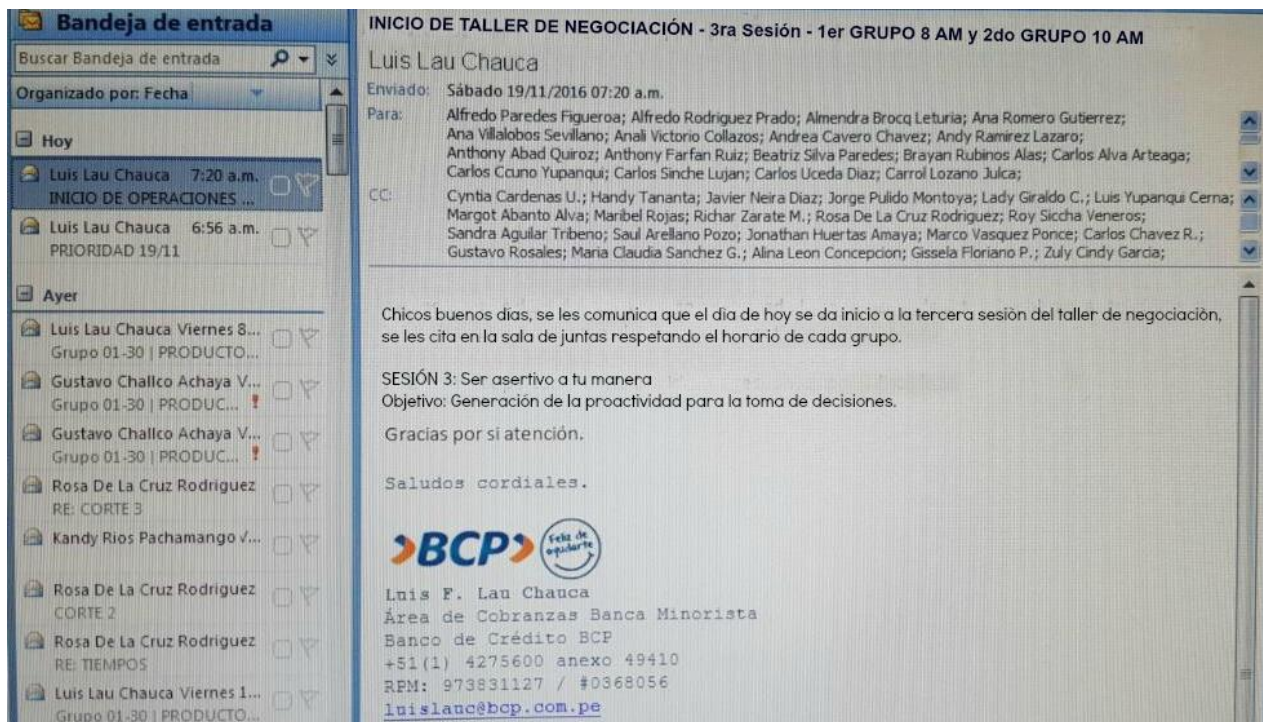 Bandeja de entrada
Buscar Bandeja de entrada
Organizado por: Fecha
Hoy
Luis Lau Chauca 7:20 a.m.
INICIO DE OPERACIONES ...
Luis Lau Chauca 6:56 a.m.
PRIORIDAD 19/11
Ayer
Luis Lau Chauca Viernes 8...
Grupo 01-30 | PRODUCTO...
Gustavo Challco Achaya V...
Grupo 01-30 | PRODUC...
Gustavo Challco Achaya V...
Grupo 01-30 | PRODUC...
Rosa De La Cruz Rodriguez
RE: CORTE 3
Kandy Rios Pachamango V...
Rosa De La Cruz Rodriguez
CORTE 2
Rosa De La Cruz Rodriguez
RE: TIEMPOS
Luis Lau Chauca Viernes 1...
Grupo 01-30 | PRODUCTO...
INICIO DE TALLER DE NEGOCIACIÓN - 3ra Sesión - 1er GRUPO 8 AM y 2do GRUPO 10 AM
Luis Lau Chauca
Enviado: Sábado 19/11/2016 07:20 a.m.
Para: Alfredo Paredes Figueroa; Alfredo Rodriguez Prado; Almendra Brocq Leturia; Ana Romero Gutierrez;
Ana Villalobos Sevillano; Anali Victorio Collazos; Andrea Cavero Chavez; Andy Ramirez Lazaro;
Anthony Abad Quiroz; Anthony Farfan Ruiz; Beatriz Silva Paredes; Brayan Rubinos Alas; Carlos Alva Arteaga;
Carlos Ccuno Yupanqui; Carlos Sinche Lujan; Carlos Uceda Diaz; Carrol Lozano Julca;
CC: Cyntia Cardenas U.; Handy Tananta; Javier Neira Diaz; Jorge Pulido Montoya; Lady Giraldo C.; Luis Yupanqui Cerna;
Margot Abanto Alva; Maribel Rojas; Richar Zarate M.; Rosa De La Cruz Rodriguez; Roy Siccha Veneros;
Sandra Aguilar Tribeno; Saul Arellano Pozo; Jonathan Huertas Amaya; Marco Vasquez Ponce; Carlos Chavez R.;
Gustavo Rosales; Maria Claudia Sanchez G.; Alina Leon Concepcion; Gissela Floriano P.; Zuly Cindy Garcia;
Chicos buenos dias, se les comunica que el dia de hoy se da inicio a la tercera sesiòn del taller de negociaciòn,
se les cita en la sala de juntas respetando el horario de cada grupo.
SESIÓN 3: Ser asertivo a tu manera
Objetivo: Generación de la proactividad para la toma de decisiones.
Gracias por si atención.
Saludos cordiales.
BCP
Feliz de
ayudarte
Luis F. Lau Chauca
Área de Cobranzas Banca Minorista
Banco de Crédito BCP
+51(1) 4275600 anexo 49410
RPM: 973831127 / #0368056
luislauc@bcp.com.pe